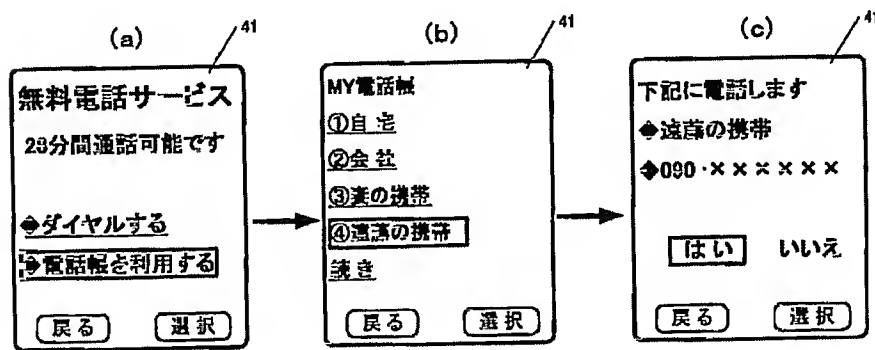 (a)
41
無料電話サービス
28分間通話可能です
◆ダイヤルする
◆電話帳を利用する
戻る
選択
(b)
41
MY電話帳
①自宅
②会社
③妻の携帯
④遠藤の携帯
続き
戻る
選択
(c)
41
下記に電話します
◆遠藤の携帯
◆090・××××××
はい いいえ
戻る
選択